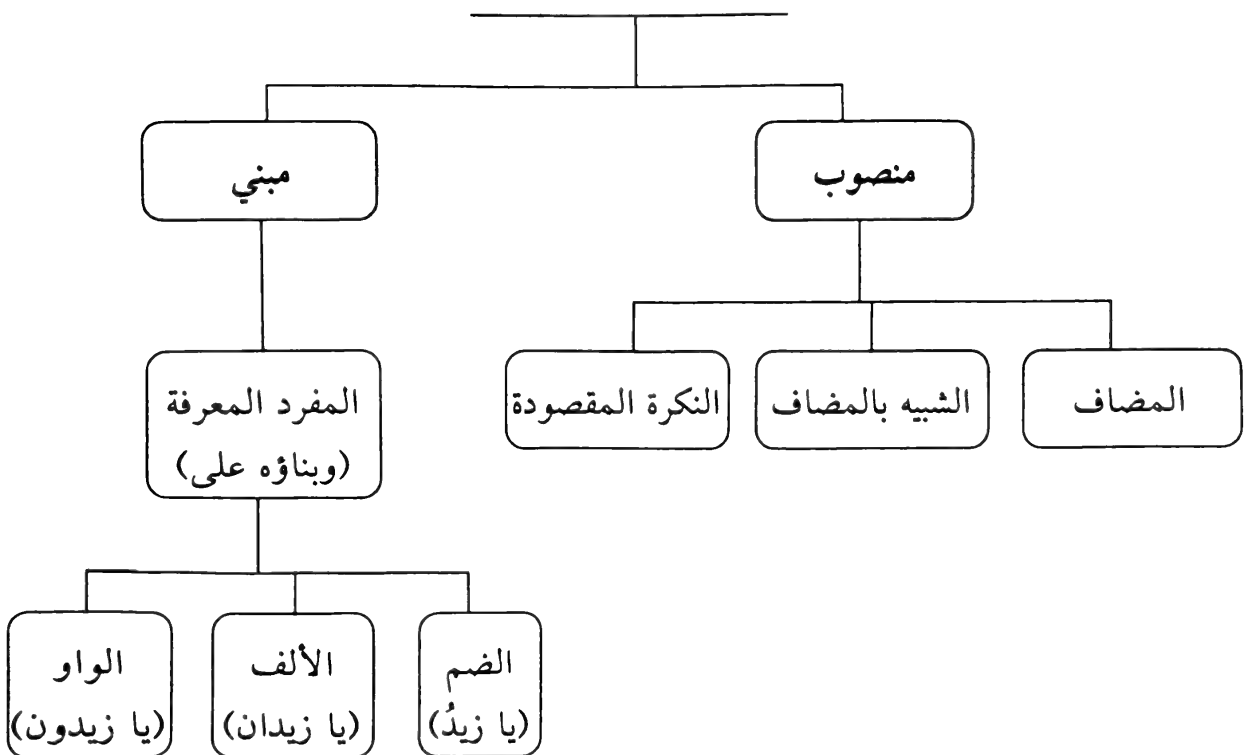 منصوب
مبني
المضاف
الشبيه بالمضاف
النكرة المقصودة
المفرد المعرفة
(وبناؤه على)
الضم
(يا زيدُ)
الألف
(يا زيدان)
الواو
(يا زيدون)